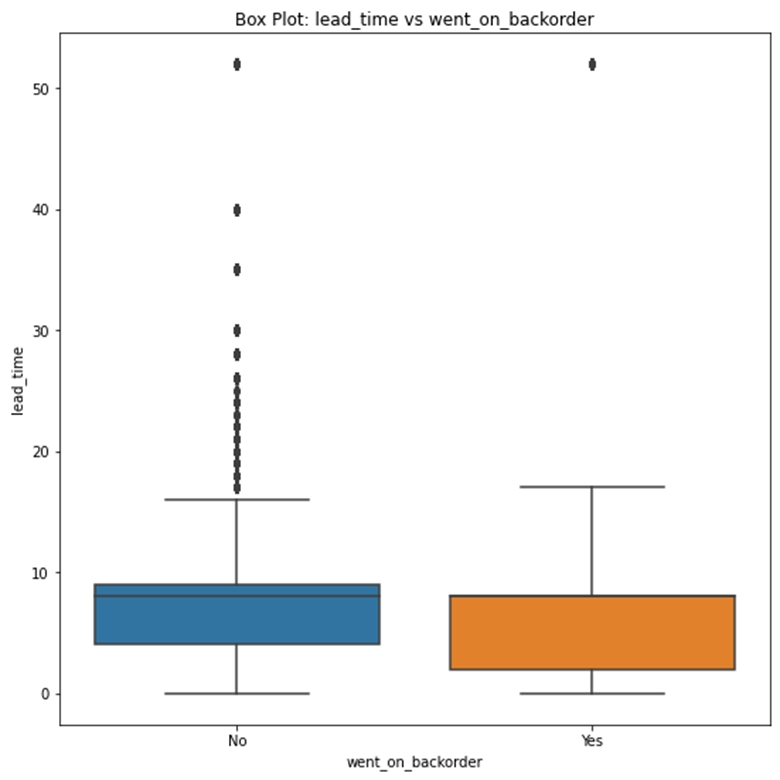 Box Plot: lead_time vs went_on_backorder
50
40
30
20
10
0
lead_time
No
Yes
went_on_backorder